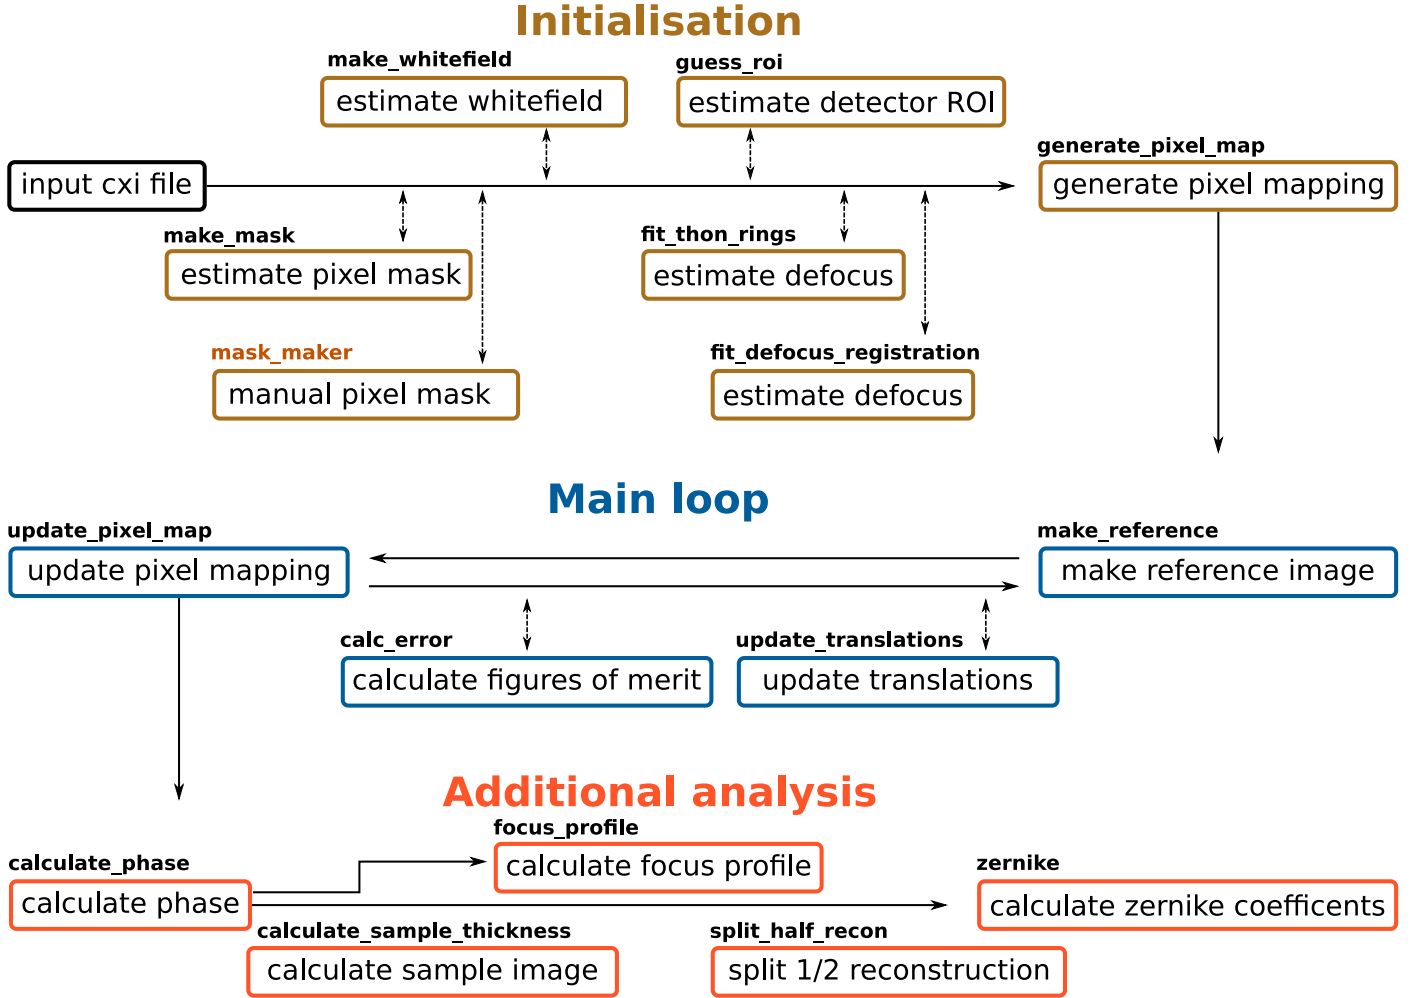 Initialisation
make_whitefield
estimate whitefield
guess_roi
estimate detector ROI
generate_pixel_map
generate pixel mapping
input cxi file
make_mask
estimate pixel mask
fit_thon_rings
estimate defocus
mask_maker
manual pixel mask
fit_defocus_registration
estimate defocus
Main loop
update_pixel_map
update pixel mapping
make_reference
make reference image
calc_error
calculate figures of merit
update_translations
update translations
Additional analysis
focus_profile
calculate focus profile
calculate_phase
calculate phase
zernike
calculate zernike coefficents
calculate_sample_thickness
calculate sample image
split_half_recon
split 1/2 reconstruction